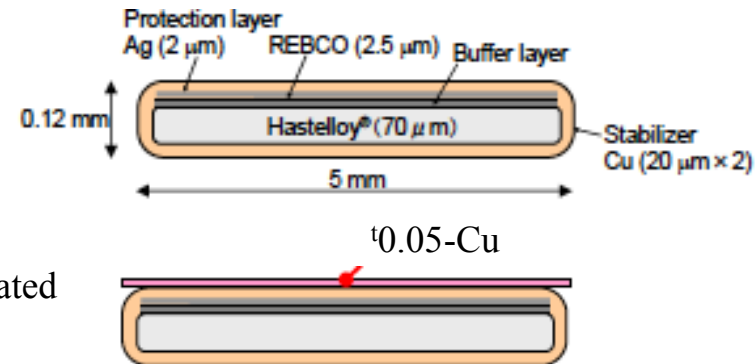 Protection layer
Ag (2 μm)
REBCO (2.5 μm)
Buffer layer
0.12 mm
Hastelloy® (70 μm)
Stabilizer
Cu (20 μm × 2)
5 mm
ᵗ0.05-Cu
ated